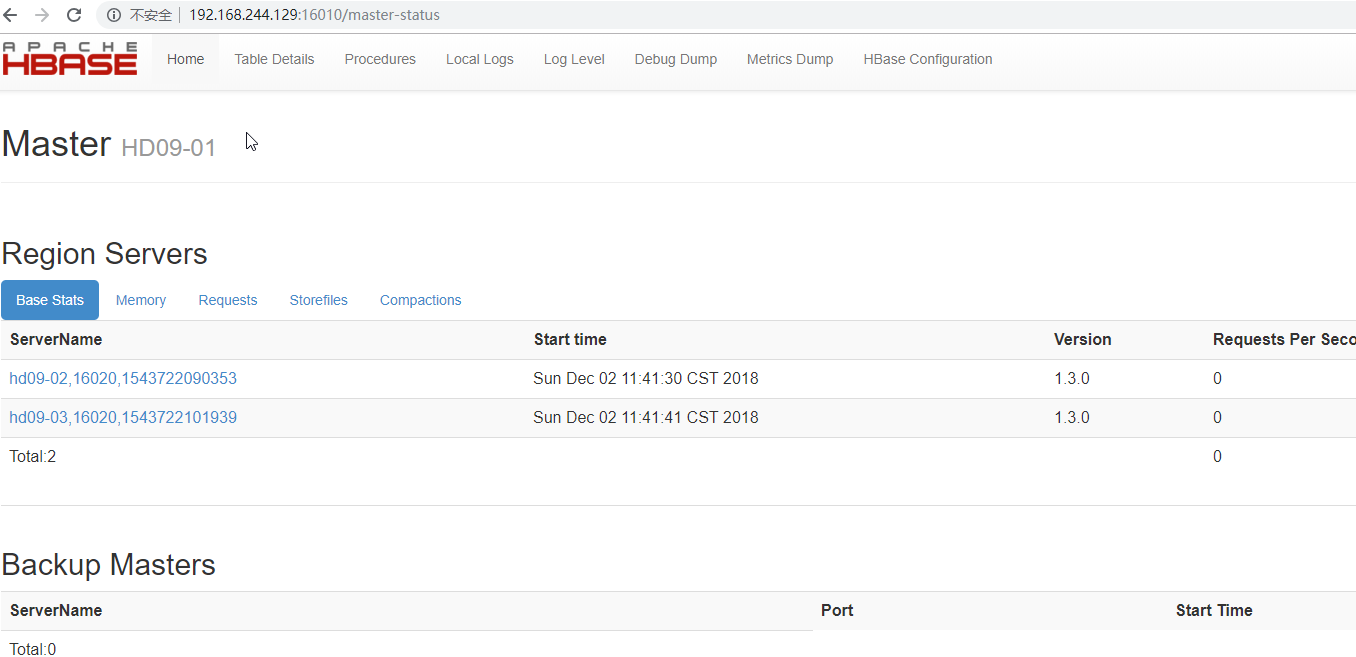 不安全 192.168.244.129:16010/master-status
APACHE
HBASE
Home Table Details Procedures Local Logs Log Level Debug Dump Metrics Dump HBase Configuration
Master HD09-01
Region Servers
Base Stats Memory Requests Storefiles Compactions
ServerName Start time Version Requests Per Seco
hd09-02,16020,1543722090353 Sun Dec 02 11:41:30 CST 2018 1.3.0 0
hd09-03,16020,1543722101939 Sun Dec 02 11:41:41 CST 2018 1.3.0 0
Total:2 0
Backup Masters
ServerName Port Start Time
Total:0